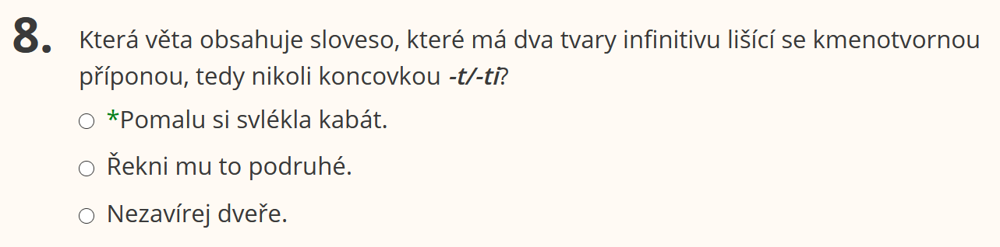 8. Která věta obsahuje sloveso, které má dva tvary infinitivu lišící se kmenotvornou
příponou, tedy nikoli koncovkou -t/-ti?
*Pomalu si svlékla kabát.
Řekni mu to podruhé.
Nezavírej dveře.